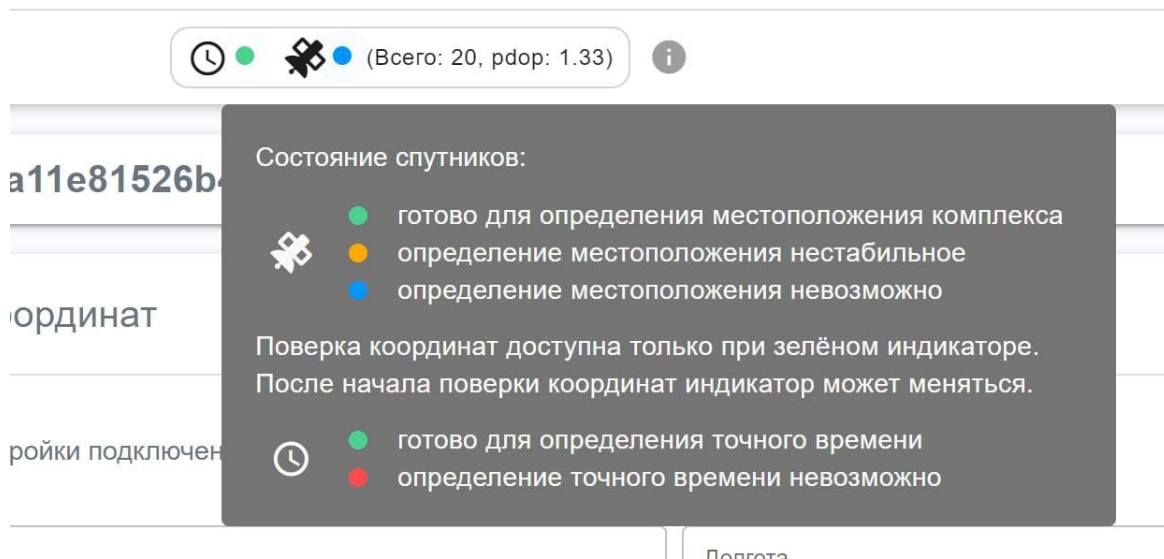 (Всего: 20, pdop: 1.33)
a11e81526b
Состояние спутников:
готово для определения местоположения комплекса
определение местоположения нестабильное
определение местоположения невозможно
ординат
Поверка координат доступна только при зелёном индикаторе.
После начала поверки координат индикатор может меняться.
ройки подключен
готово для определения точного времени
определение точного времени невозможно
Долгота